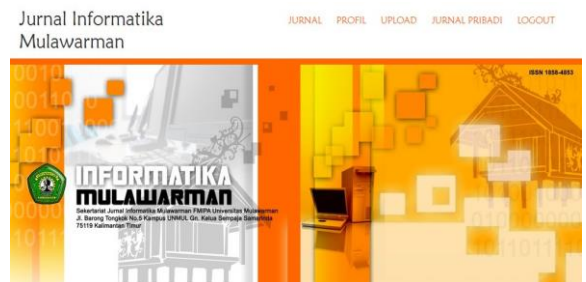 Jurnal Informatika
Mulawarman
JURNAL PROFIL UPLOAD JURNAL PRIBADI LOGOUT
ISSN 1858-4853
INFORMATIKA
MULAWARMAN
Sekertariat Jurnal Informatika Mulawarman FMIPA Universitas Mulawarman
Jl. Barong Tongkok No.5 Kampus UNMUL Gn. Kelua Sempaja Samarinda
75119 Kalimantan Timur